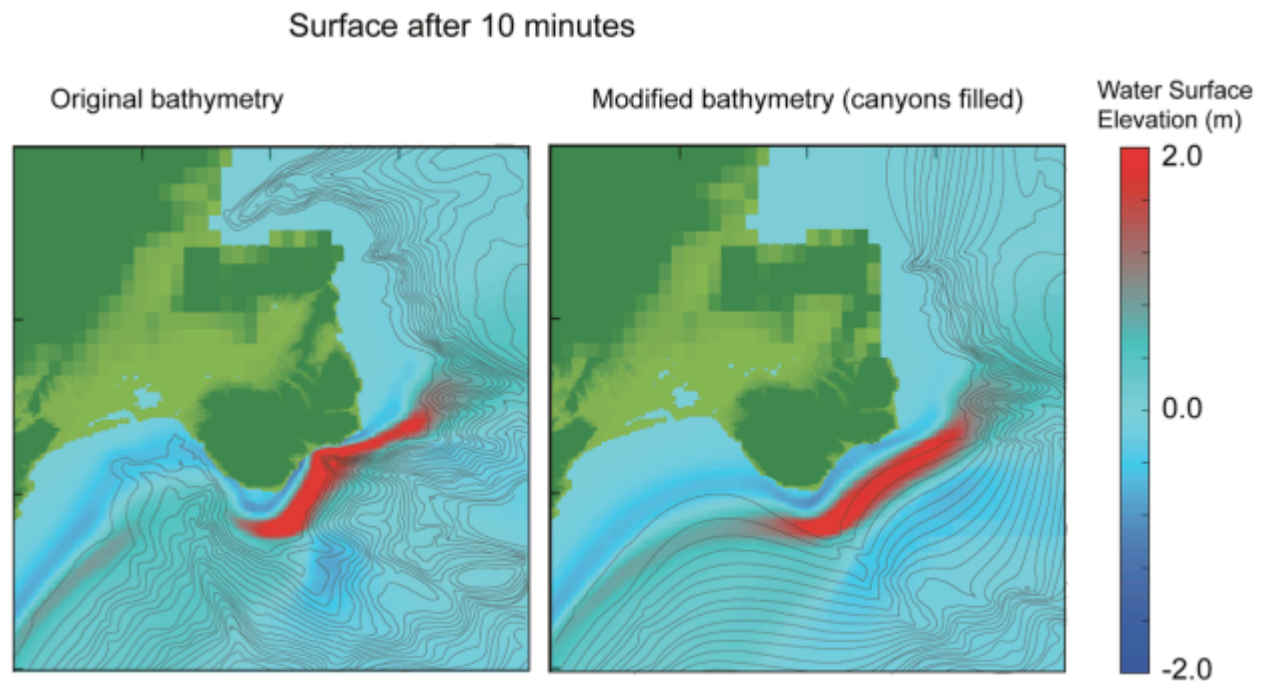 Surface after 10 minutes
Original bathymetry
Modified bathymetry (canyons filled)
Water Surface
Elevation (m)
2.0
0.0
-2.0